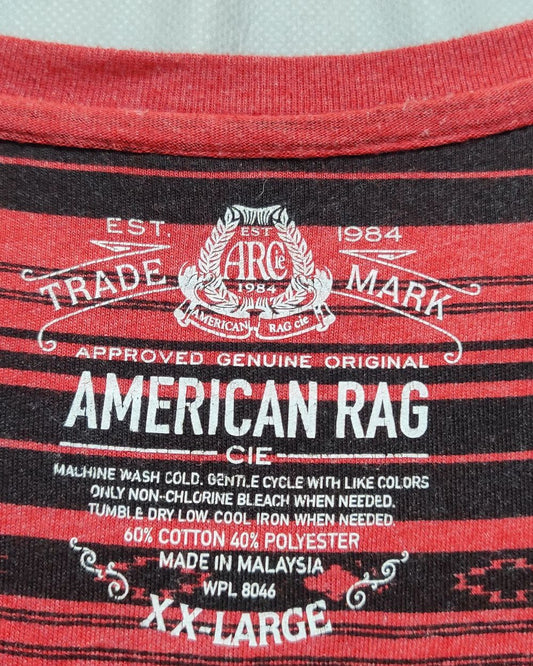 EST. 1984
EST
ARCie
1984
TRADE MARK
AMERICAN RAG cie
APPROVED GENUINE ORIGINAL
AMERICAN RAG
CIE
MACHINE WASH COLD. GENTLE CYCLE WITH LIKE COLORS
ONLY NON-CHLORINE BLEACH WHEN NEEDED.
TUMBLE DRY LOW. COOL IRON WHEN NEEDED.
60% COTTON 40% POLYESTER
MADE IN MALAYSIA
WPL 8046
XX-LARGE